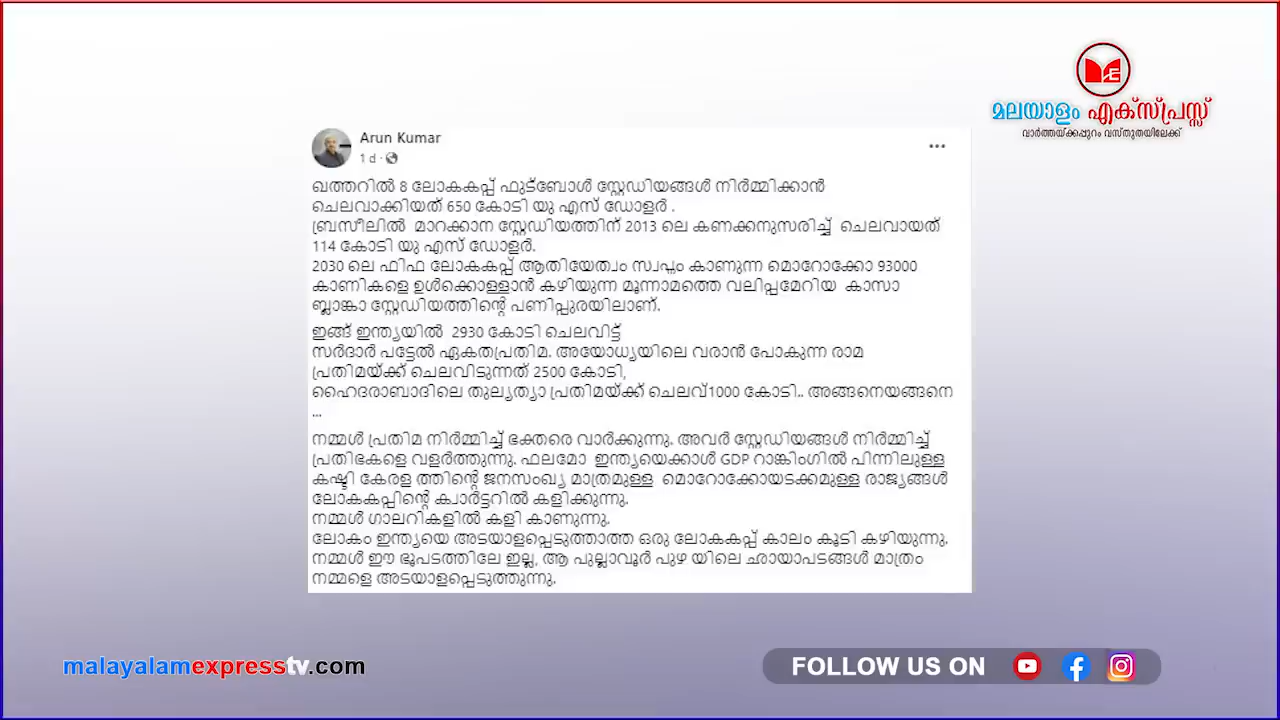 മലയാളം എക്സ്പ്രസ്സ്
വാർത്തയ്ക്കപ്പുറം വസ്തുതയിലേക്ക്
Arun Kumar
1 d ·
ഖത്തറിൽ 8 ലോകകപ്പ് ഫുട്ബോൾ സ്റ്റേഡിയങ്ങൾ നിർമ്മിക്കാൻ
ചെലവാക്കിയത് 650 കോടി യു എസ് ഡോളർ .
ബ്രസീലിൽ മാറക്കാന സ്റ്റേഡിയത്തിന് 2013 ലെ കണക്കനുസരിച്ച് ചെലവായത്
114 കോടി യു എസ് ഡോളർ.
2030 ലെ ഫിഫ ലോകകപ്പ് ആതിയേത്വം സ്വപ്നം കാണുന്ന മൊറോക്കോ 93000
കാണികളെ ഉൾക്കൊള്ളാൻ കഴിയുന്ന മൂന്നാമത്തെ വലിപ്പമേറിയ കാസാ
ബ്ലാങ്കാ സ്റ്റേഡിയത്തിന്റെ പണിപ്പുരയിലാണ്.
ഇങ്ങ് ഇന്ത്യയിൽ 2930 കോടി ചെലവിട്ട്
സർദാർ പട്ടേൽ ഏകതപ്രതിമ. അയോധ്യയിലെ വരാൻ പോകുന്ന രാമ
പ്രതിമയ്ക്ക് ചെലവിടുന്നത് 2500 കോടി,
ഹൈദരാബാദിലെ തുല്യത്യാ പ്രതിമയ്ക്ക് ചെലവ്1000 കോടി.. അങ്ങനെയങ്ങനെ
...
നമ്മൾ പ്രതിമ നിർമ്മിച്ച് ഭക്തരെ വാർക്കുന്നു. അവർ സ്റ്റേഡിയങ്ങൾ നിർമ്മിച്ച്
പ്രതിഭകളെ വളർത്തുന്നു. ഫലമോ ഇന്ത്യയെക്കാൾ GDP റാങ്കിംഗിൽ പിന്നിലുള്ള
കഷ്ടി കേരള ത്തിന്റെ ജനസംഖ്യ മാത്രമുള്ള മൊറോക്കോയടക്കമുള്ള രാജ്യങ്ങൾ
ലോകകപ്പിന്റെ ക്വാർട്ടറിൽ കളിക്കുന്നു.
നമ്മൾ ഗാലറികളിൽ കളി കാണുന്നു.
ലോകം ഇന്ത്യയെ അടയാളപ്പെടുത്താത്ത ഒരു ലോകകപ്പ് കാലം കൂടി കഴിയുന്നു.
നമ്മൾ ഈ ഭൂപടത്തിലേ ഇല്ല, ആ പുല്ലാവൂർ പുഴ യിലെ ഛായാപടങ്ങൾ മാത്രം
നമ്മളെ അടയാളപ്പെടുത്തുന്നു.
malayalamexpresstv.com
FOLLOW US ON